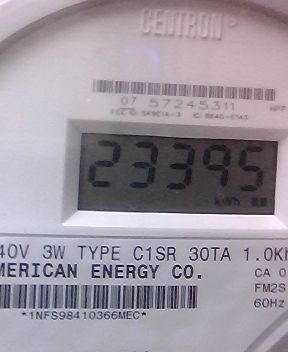 CENTRON
07 57245311
23395
kWh
40V 3W TYPE C1SR 30TA 1.0Kh
MERICAN ENERGY CO.
CA 0
FM2S
60Hz
*1NFS98410366MEC*